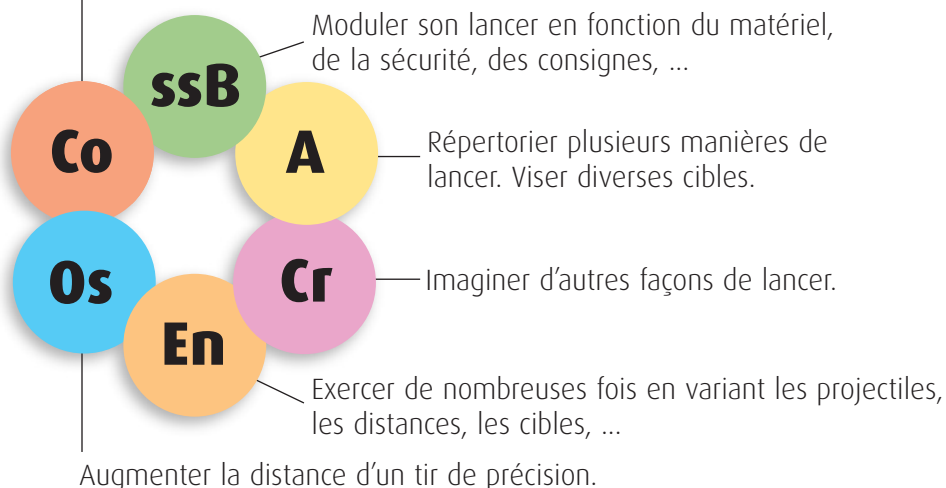 Moduler son lancer en fonction du matériel,
de la sécurité, des consignes, ...
ssB
Co
A
Répertorier plusieurs manières de
lancer. Viser diverses cibles.
Os
Cr
Imaginer d'autres façons de lancer.
En
Exercer de nombreuses fois en variant les projectiles,
les distances, les cibles, ...
Augmenter la distance d'un tir de précision.